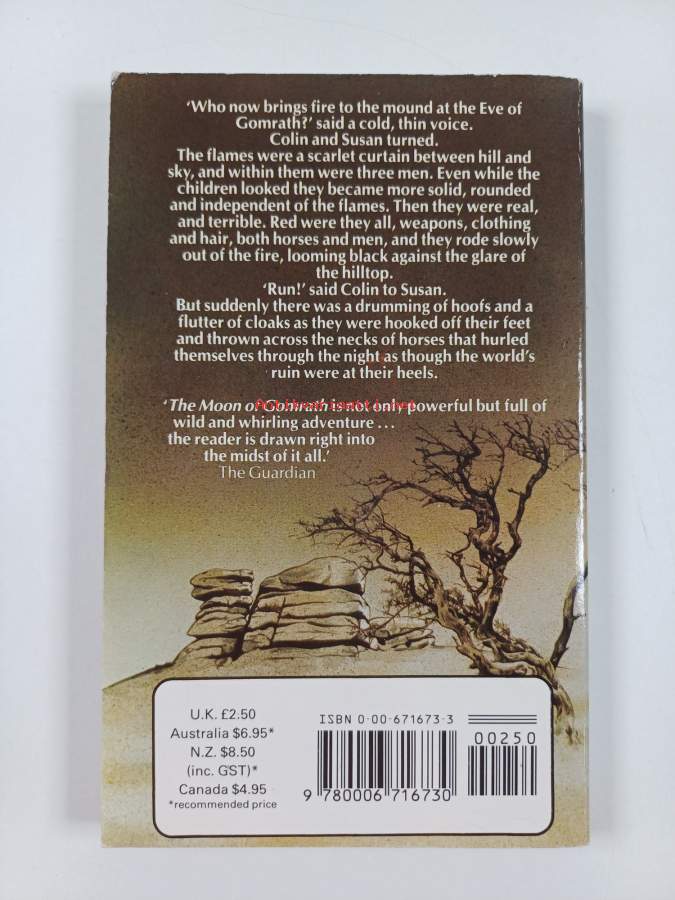 ‘Who now brings fire to the mound at the Eve of
Gomrath?’ said a cold, thin voice.
Colin and Susan turned.
The flames were a scarlet curtain between hill and
sky, and within them were three men. Even while the
children looked they became more solid, rounded
and independent of the flames. Then they were real,
and terrible. Red were they all, weapons, clothing
and hair, both horses and men, and they rode slowly
out of the fire, looming black against the glare of
the hilltop.
‘Run!’ said Colin to Susan.
But suddenly there was a drumming of hoofs and a
flutter of cloaks as they were hooked off their feet
and thrown across the necks of horses that hurled
themselves through the night as though the world’s
ruin were at their heels.
‘The Moon of Gomrath is not only powerful but full of
wild and whirling adventure ...
the reader is drawn right into
the midst of it all.’
The Guardian
U.K. £2.50
Australia $6.95*
N.Z. $8.50
(inc. GST)*
Canada $4.95
*recommended price
ISBN 0-00-671673-3
00250
9 780006 716730